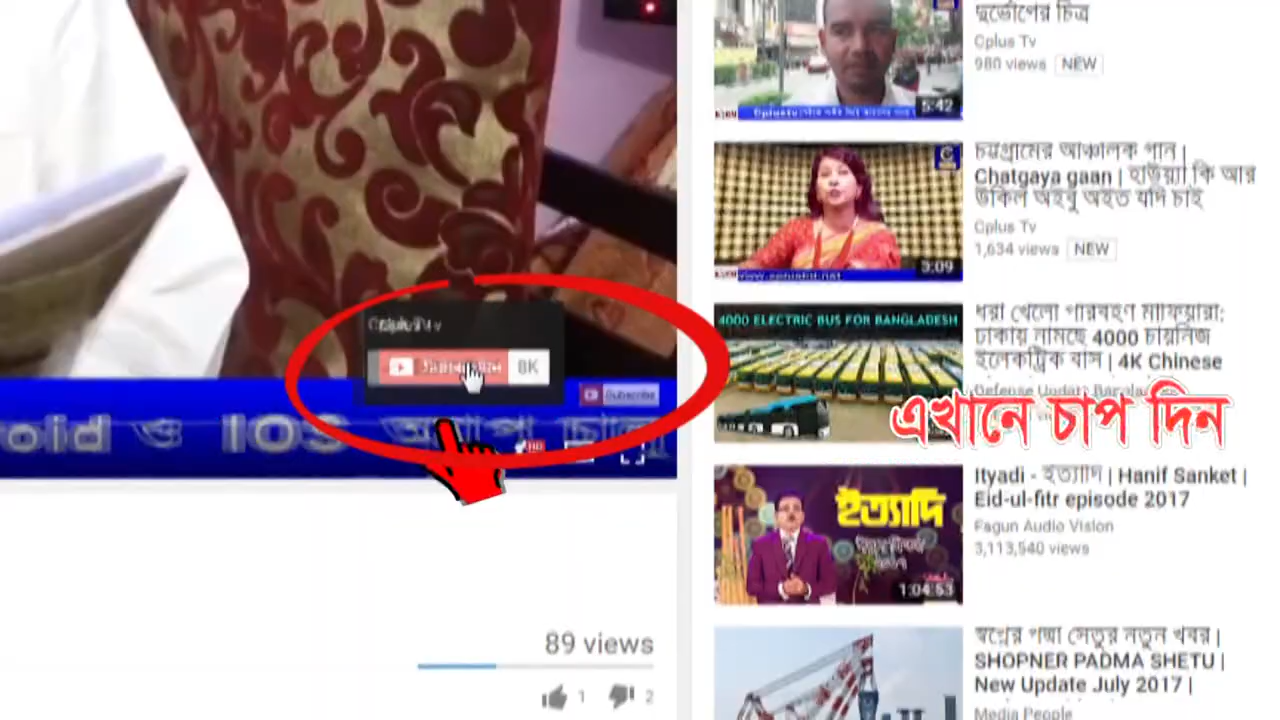 8K
Subscribe
IOS
89 views
1
2
দুর্ভোগের চিত্র
Cplus Tv
980 views NEW
5:42
চট্টগ্রামের আঞ্চলিক গান |
Chatgaya gaan | হাউয়্যা কি আর
উকিল অইবু অইত যদি চাই
Cplus Tv
1,634 views NEW
3:09
4000 ELECTRIC BUS FOR BANGLADESH
ধরা খেলো পরিবহণ মাফিয়ারা;
ঢাকায় নামছে 4000 চায়নিজ
ইলেকট্রিক বাস | 4K Chinese
এখানে চাপ দিন
ইত্যাদি
1:04:53
Ityadi - ইত্যাদি | Hanif Sanket |
Eid-ul-fitr episode 2017
Fagun Audio Vision
3,113,540 views
স্বপ্নের পদ্মা সেতুর নতুন খবর |
SHOPNER PADMA SHETU |
New Update July 2017 |
Media People